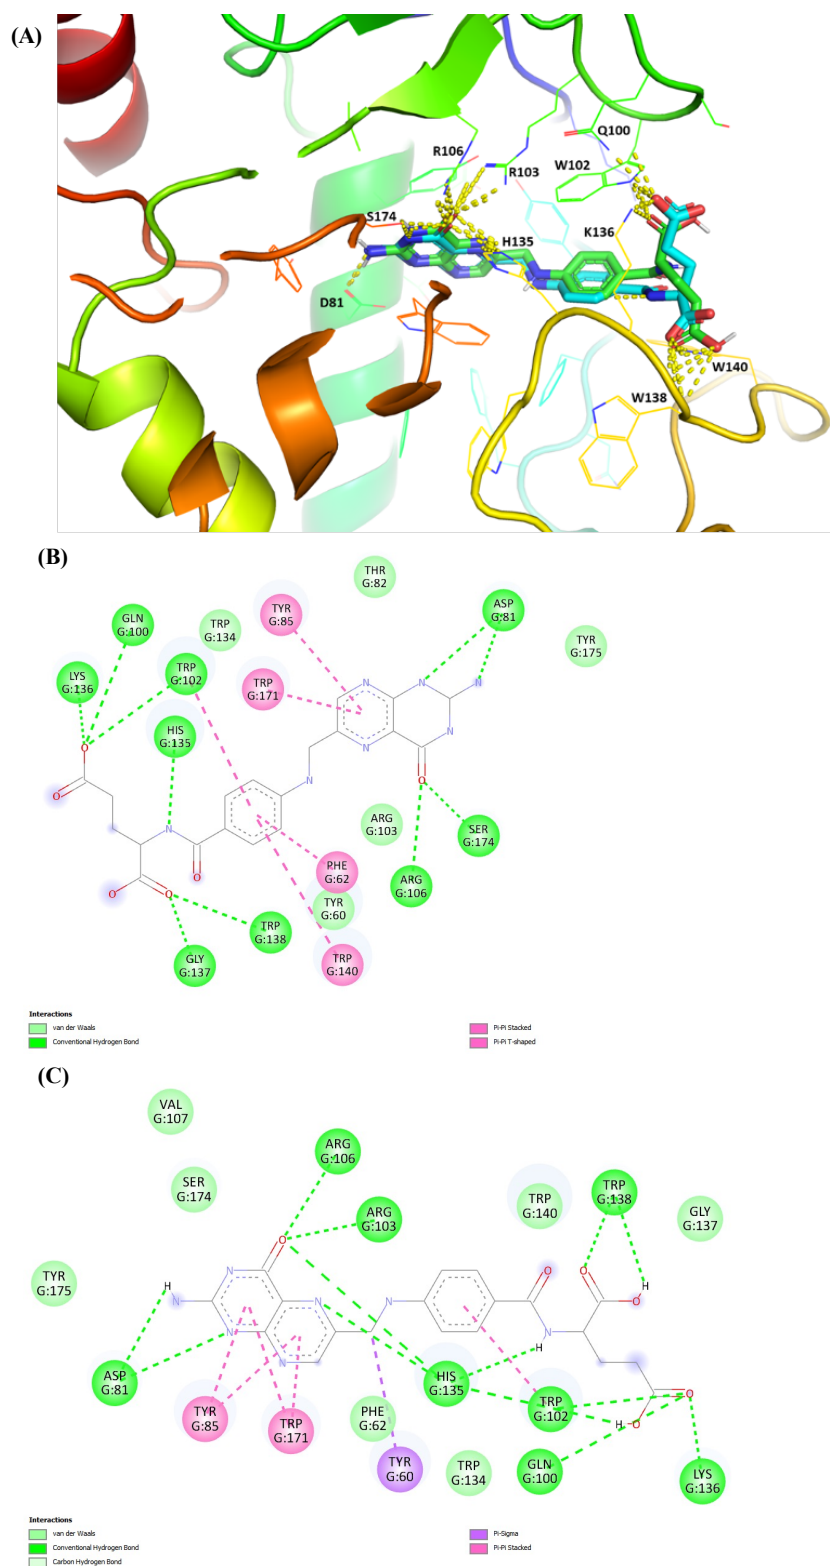 (A)
Q100
R106
W102
R103
S174
K136
H135
D81
W140
W138
(B)
THR
G:82
TYR
G:85
ASP
G:81
GLN
G:100
TRP
G:134
TYR
G:175
TRP
G:102
LYS
G:136
TRP
G:171
N
N
N
HIS
G:135
N
N
O
N
O
N
O
ARG
G:103
SER
G:174
N
O
PHE
G:62
ARG
G:106
O
O
TYR
G:60
TRP
G:138
GLY
G:137
TRP
G:140
Interactions
van der Waals
Conventional Hydrogen Bond
Pi-Pi Stacked
Pi-Pi T-shaped
(C)
VAL
G:107
ARG
G:106
SER
G:174
TRP
G:138
TRP
G:140
GLY
G:137
ARG
G:103
O
TYR
G:175
N
O
O
H
H
N
N
N
O
N
N
N
H
ASP
G:81
HIS
G:135
O
TYR
G:85
TRP
G:171
PHE
G:62
TRP
G:102
H
O
TYR
G:60
TRP
G:134
GLN
G:100
LYS
G:136
Interactions
van der Waals
Conventional Hydrogen Bond
Carbon Hydrogen Bond
Pi-Sigma
Pi-Pi Stacked